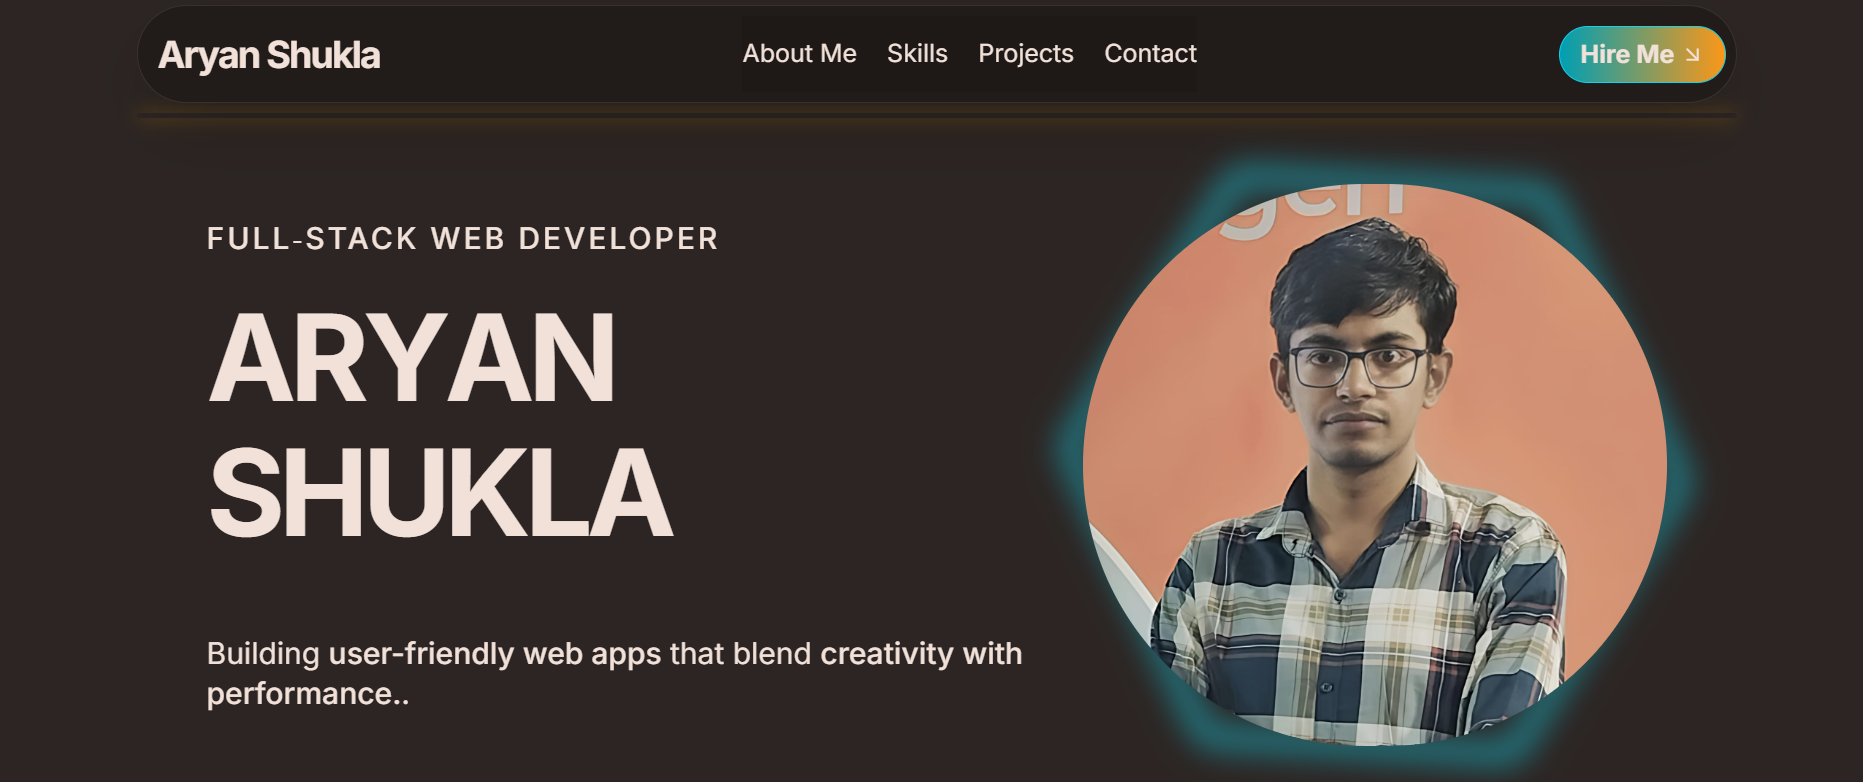 Aryan Shukla
About Me Skills Projects Contact
Hire Me
FULL-STACK WEB DEVELOPER
ARYAN
SHUKLA
Building user-friendly web apps that blend creativity with
performance..